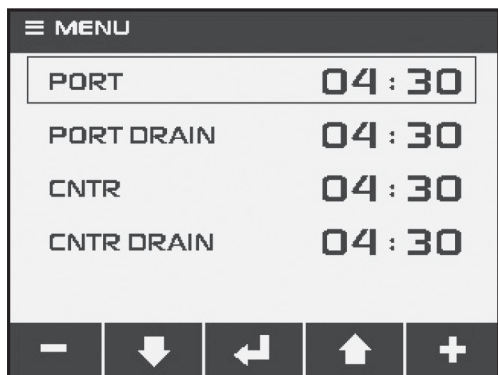 MENU
PORT 04:30
PORT DRAIN 04:30
CNTR 04:30
CNTR DRAIN 04:30